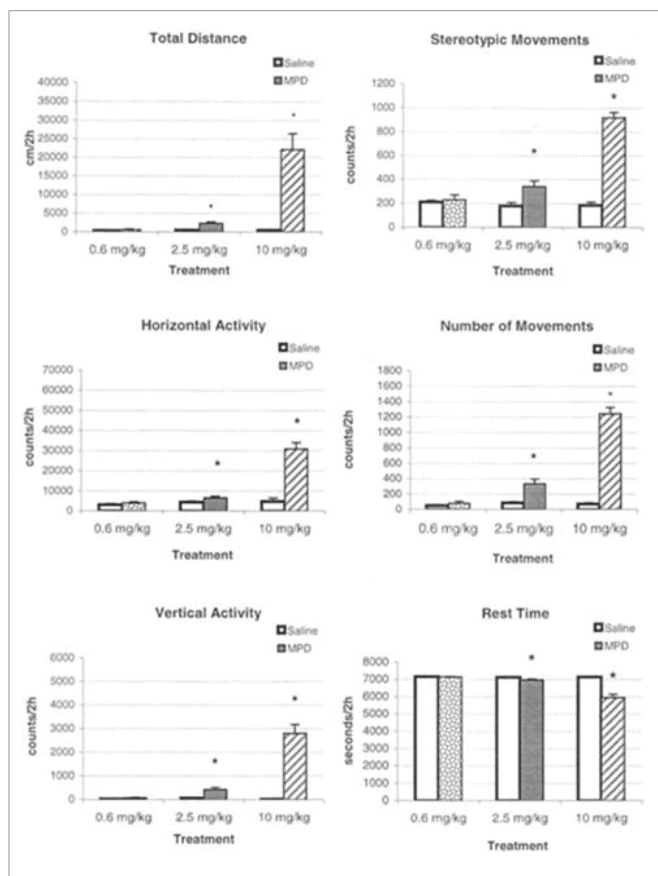 Total Distance
Saline
MPD
40000
35000
30000
25000
20000
15000
10000
5000
0
cm/2h
*
*
0.6 mg/kg 2.5 mg/kg 10 mg/kg
Treatment
Stereotypic Movements
Saline
MPD
1200
1000
800
600
400
200
0
counts/2h
*
*
0.6 mg/kg 2.5 mg/kg 10 mg/kg
Treatment
Horizontal Activity
Saline
MPD
70000
60000
50000
40000
30000
20000
10000
0
counts/2h
*
*
0.6 mg/kg 2.5 mg/kg 10 mg/kg
Treatment
Number of Movements
Saline
MPD
1800
1600
1400
1200
1000
800
600
400
200
0
counts/2h
*
*
0.6 mg/kg 2.5 mg/kg 10 mg/kg
Treatment
Vertical Activity
Saline
MPD
6000
5000
4000
3000
2000
1000
0
counts/2h
*
*
0.6 mg/kg 2.5 mg/kg 10 mg/kg
Treatment
Rest Time
Saline
MPD
8000
7000
6000
5000
4000
3000
2000
1000
0
seconds/2h
*
*
0.6 mg/kg 2.5 mg/kg 10 mg/kg
Treatment